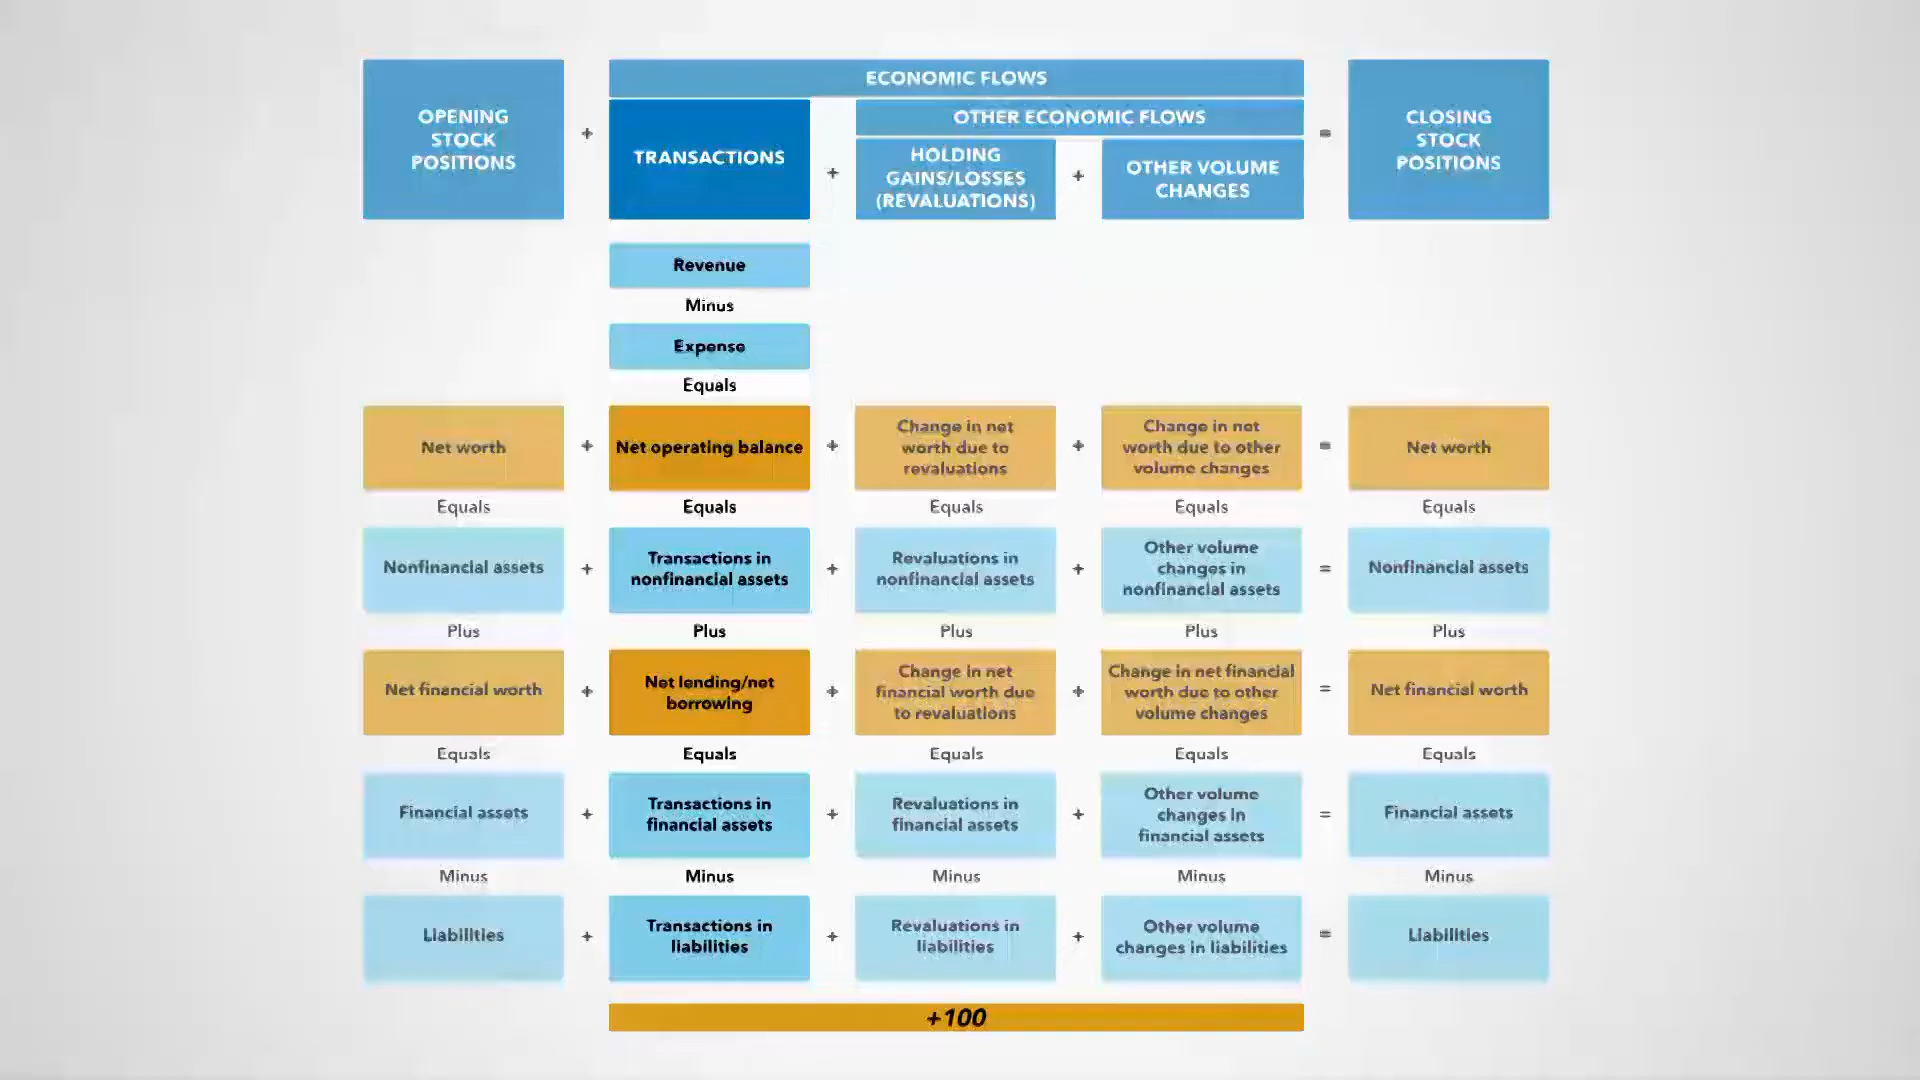 ECONOMIC FLOWS
OPENING
STOCK
POSITIONS
+
TRANSACTIONS
+
OTHER ECONOMIC FLOWS
HOLDING
GAINS/LOSSES
(REVALUATIONS)
+
OTHER VOLUME
CHANGES
=
CLOSING
STOCK
POSITIONS
Revenue
Minus
Expense
Equals
Net worth
+
Net operating balance
+
Change in net
worth due to
revaluations
+
Change in net
worth due to other
volume changes
=
Net worth
Equals
Equals
Equals
Equals
Equals
Nonfinancial assets
+
Transactions in
nonfinancial assets
+
Revaluations in
nonfinancial assets
+
Other volume
changes in
nonfinancial assets
=
Nonfinancial assets
Plus
Plus
Plus
Plus
Plus
Net financial worth
+
Net lending/net
borrowing
+
Change in net
financial worth due
to revaluations
+
Change in net financial
worth due to other
volume changes
=
Net financial worth
Equals
Equals
Equals
Equals
Equals
Financial assets
+
Transactions in
financial assets
+
Revaluations in
financial assets
+
Other volume
changes in
financial assets
=
Financial assets
Minus
Minus
Minus
Minus
Minus
Liabilities
+
Transactions in
liabilities
+
Revaluations in
liabilities
+
Other volume
changes in liabilities
=
Liabilities
+100